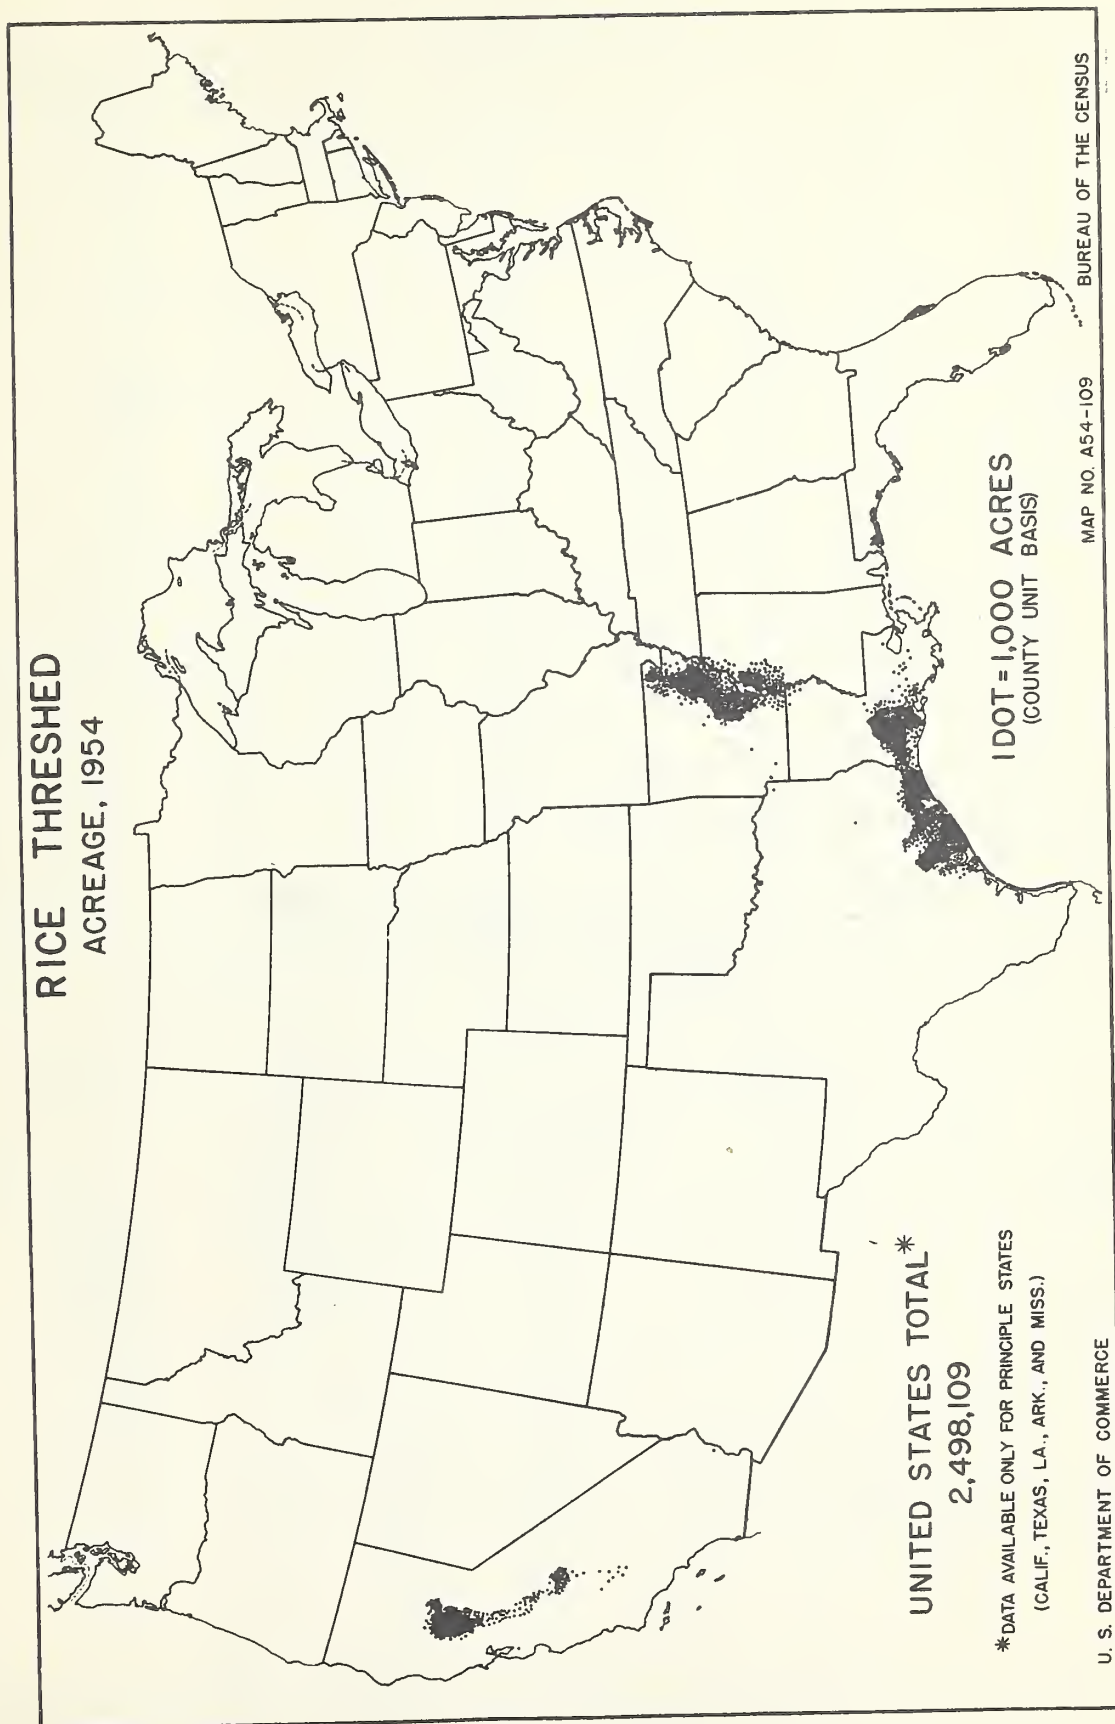 RICE THRESHED
ACREAGE, 1954
1 DOT = 1,000 ACRES
(COUNTY UNIT BASIS)
UNITED STATES TOTAL*
2,498,109
*DATA AVAILABLE ONLY FOR PRINCIPLE STATES
(CALIF., TEXAS, LA., ARK., AND MISS.)
U. S. DEPARTMENT OF COMMERCE
MAP NO. A54-109
BUREAU OF THE CENSUS